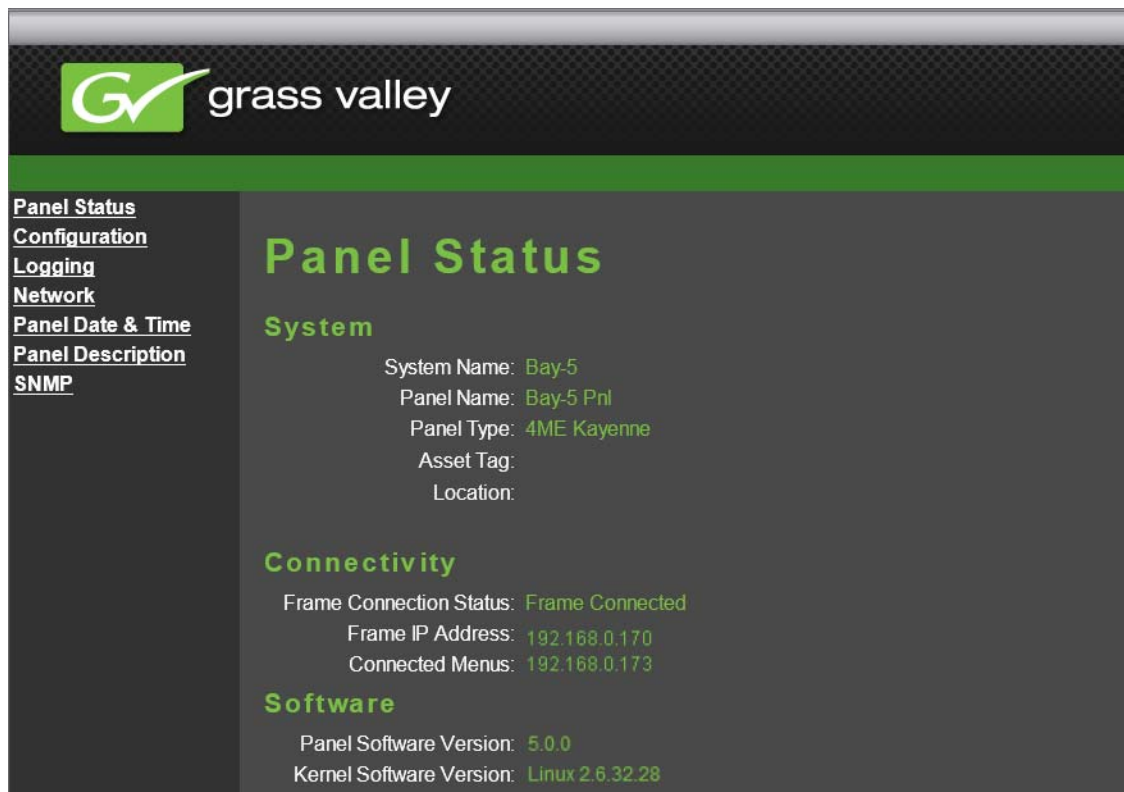 GV grass valley
Panel Status
Configuration
Logging
Network
Panel Date & Time
Panel Description
SNMP
Panel Status
System
System Name: Bay-5
Panel Name: Bay-5 Pnl
Panel Type: 4ME Kayenne
Asset Tag:
Location:
Connectivity
Frame Connection Status: Frame Connected
Frame IP Address: 192.168.0.170
Connected Menus: 192.168.0.173
Software
Panel Software Version: 5.0.0
Kernel Software Version: Linux 2.6.32.28